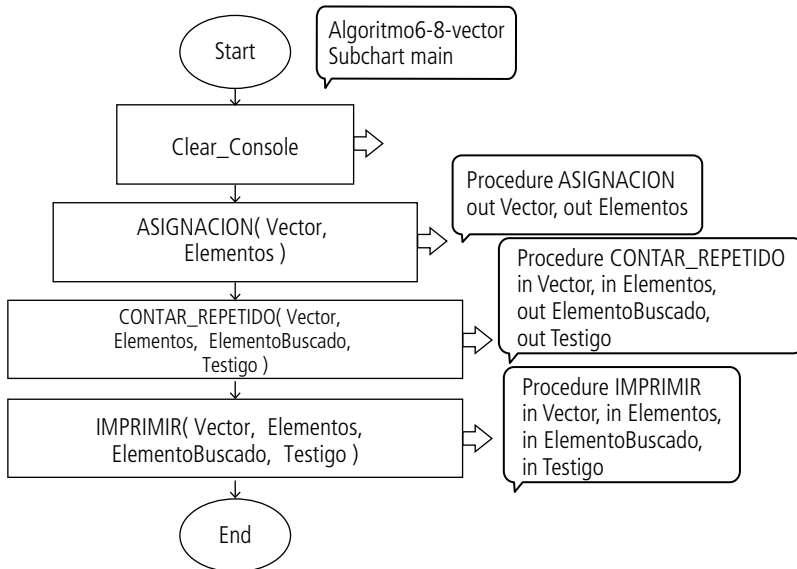 Start
Algoritmo6-8-vector
Subchart main
Clear_Console
Procedure ASIGNACION
out Vector, out Elementos
ASIGNACION( Vector,
Elementos )
Procedure CONTAR_REPETIDO
in Vector, in Elementos,
out ElementoBuscado,
out Testigo
CONTAR_REPETIDO( Vector,
Elementos, ElementoBuscado,
Testigo )
Procedure IMPRIMIR
in Vector, in Elementos,
in ElementoBuscado,
in Testigo
IMPRIMIR( Vector, Elementos,
ElementoBuscado, Testigo )
End